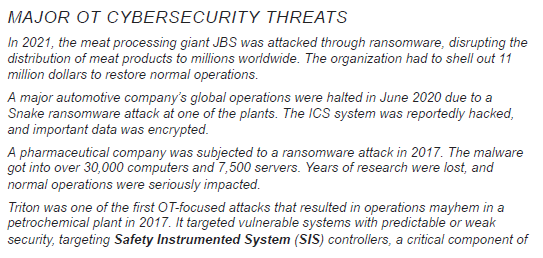 MAJOR OT CYBERSECURITY THREATS
In 2021, the meat processing giant JBS was attacked through ransomware, disrupting the
distribution of meat products to millions worldwide. The organization had to shell out 11
million dollars to restore normal operations.
A major automotive company's global operations were halted in June 2020 due to a
Snake ransomware attack at one of the plants. The ICS system was reportedly hacked,
and important data was encrypted.
A pharmaceutical company was subjected to a ransomware attack in 2017. The malware
got into over 30,000 computers and 7,500 servers. Years of research were lost, and
normal operations were seriously impacted.
Triton was one of the first OT-focused attacks that resulted in operations mayhem in a
petrochemical plant in 2017. It targeted vulnerable systems with predictable or weak
security, targeting Safety Instrumented System (SIS) controllers, a critical component of